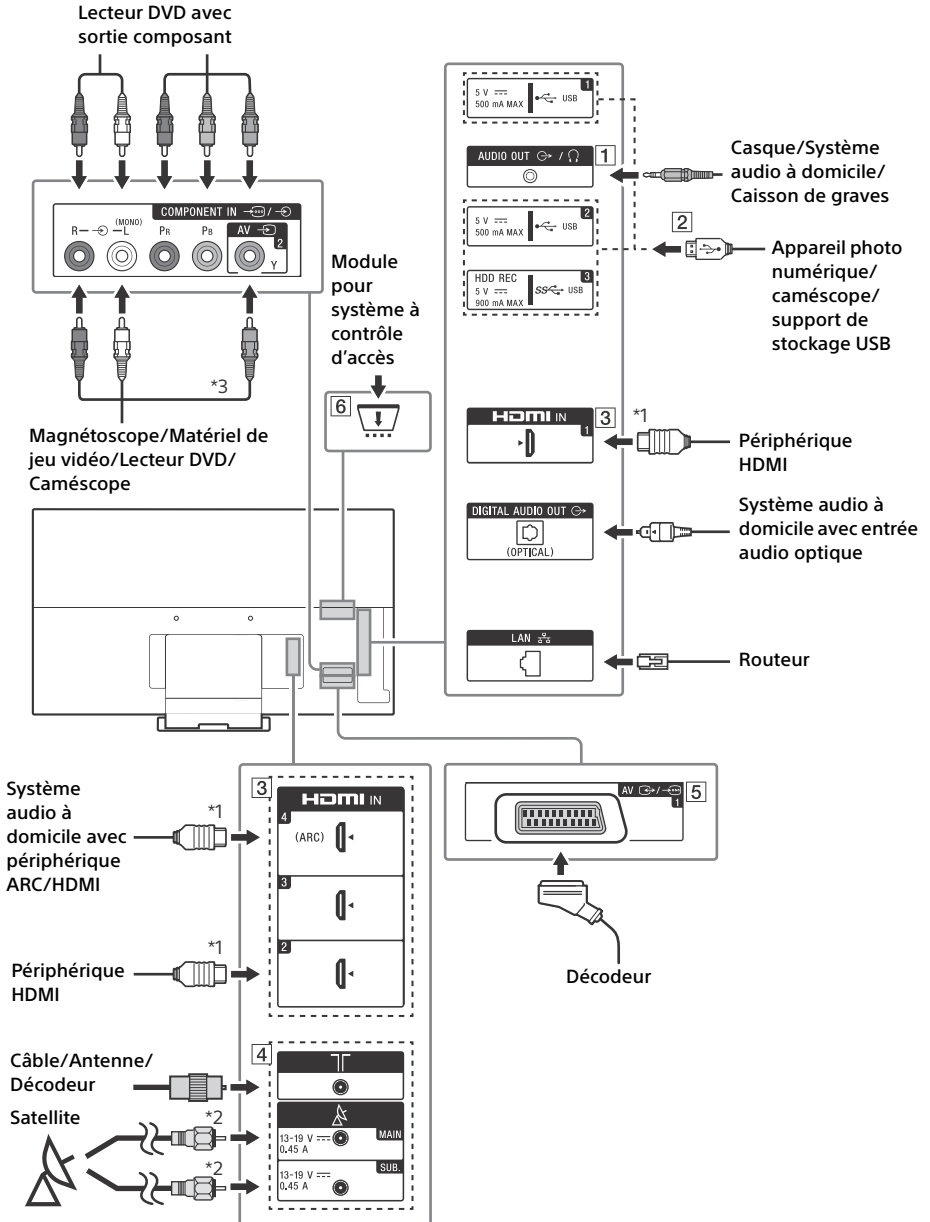 Lecteur DVD avec
sortie composant
COMPONENT IN
R
(MONO)
L
PR
PB
AV
2
Y
*3
Magnétoscope/Matériel de
jeu vidéo/Lecteur DVD/
Caméscope
Module
pour
système à
contrôle
d'accès
6
1
5 V
500 mA MAX
USB
AUDIO OUT /
1
Casque/Système
audio à domicile/
Caisson de graves
2
5 V
500 mA MAX
USB
HDD REC
3
5 V
900 mA MAX
SS
USB
2
Appareil photo
numérique/
caméscope/
support de
stockage USB
HDMI IN
1
3
*1
Périphérique
HDMI
DIGITAL AUDIO OUT
(OPTICAL)
Système audio à
domicile avec entrée
audio optique
LAN
Routeur
AV /
1
5
Décodeur
Système
audio à
domicile avec
périphérique
ARC/HDMI
*1
3
HDMI IN
4
(ARC)
3
2
*1
Périphérique
HDMI
Câble/Antenne/
Décodeur
4
Satellite
*2
*2
13-19 V
0.45 A
MAIN
13-19 V
0.45 A
SUB.